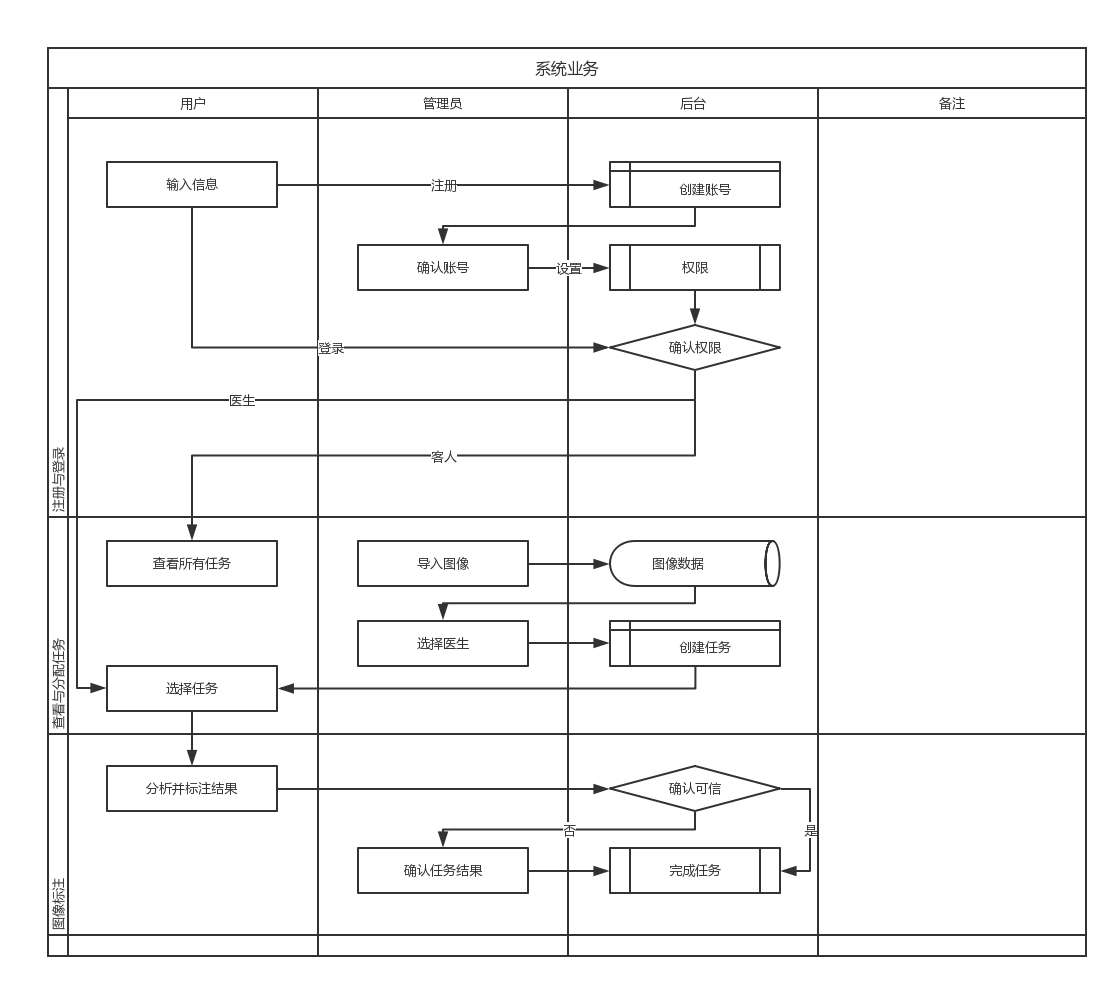 系统业务
用户
管理员
后台
备注
输入信息
注册
创建账号
确认账号
设置
权限
登录
确认权限
医生
客人
注册与登录
查看所有任务
导入图像
图像数据
选择医生
创建任务
选择任务
查看与分配任务
分析并标注结果
确认可信
否
是
确认任务结果
完成任务
图像标注